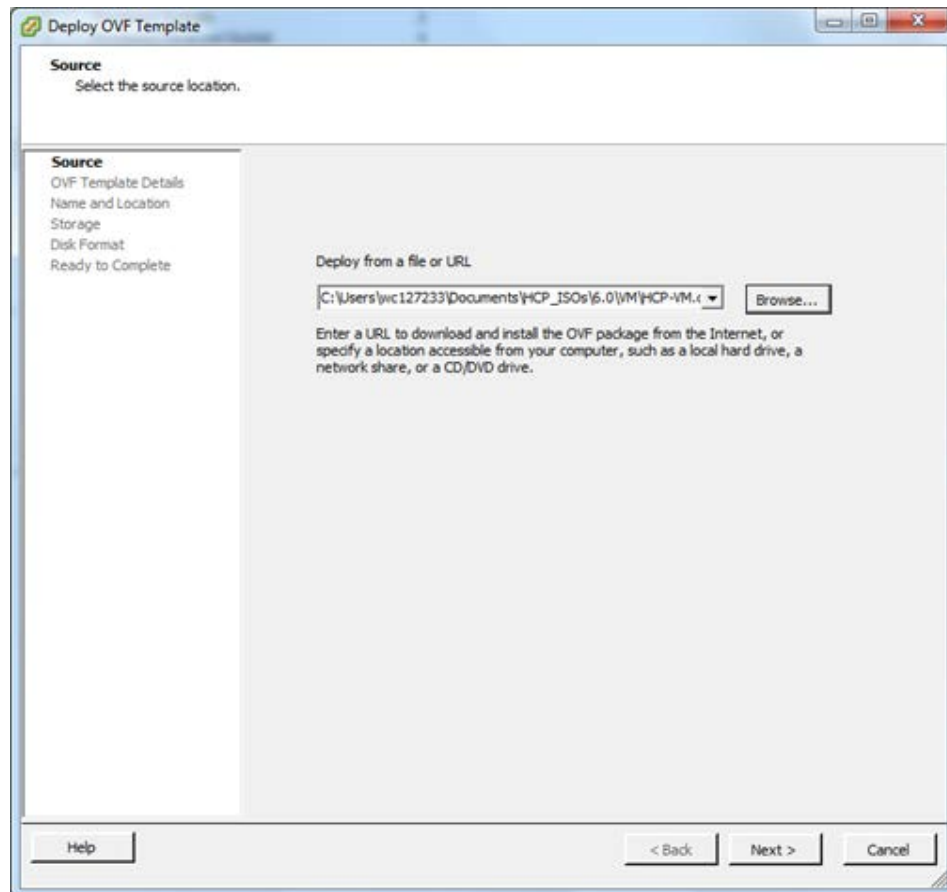 Deploy OVF Template
Source
Select the source location.
Source
OVF Template Details
Name and Location
Storage
Disk Format
Ready to Complete
Deploy from a file or URL
C:\Users\wc127233\Documents\HCP_ISOs\6.0\VM\HCP-VM.
Browse...
Enter a URL to download and install the OVF package from the Internet, or
specify a location accessible from your computer, such as a local hard drive, a
network share, or a CD/DVD drive.
Help
< Back
Next >
Cancel